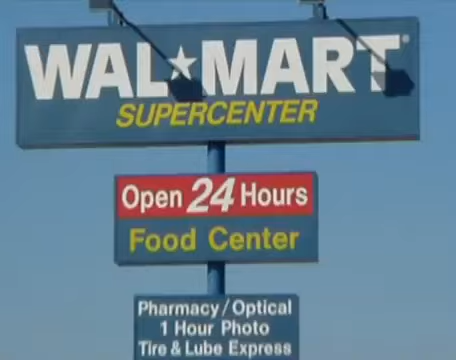 WAL★MART®
SUPERCENTER
Open 24 Hours
Food Center
Pharmacy/Optical
1 Hour Photo
Tire & Lube Express